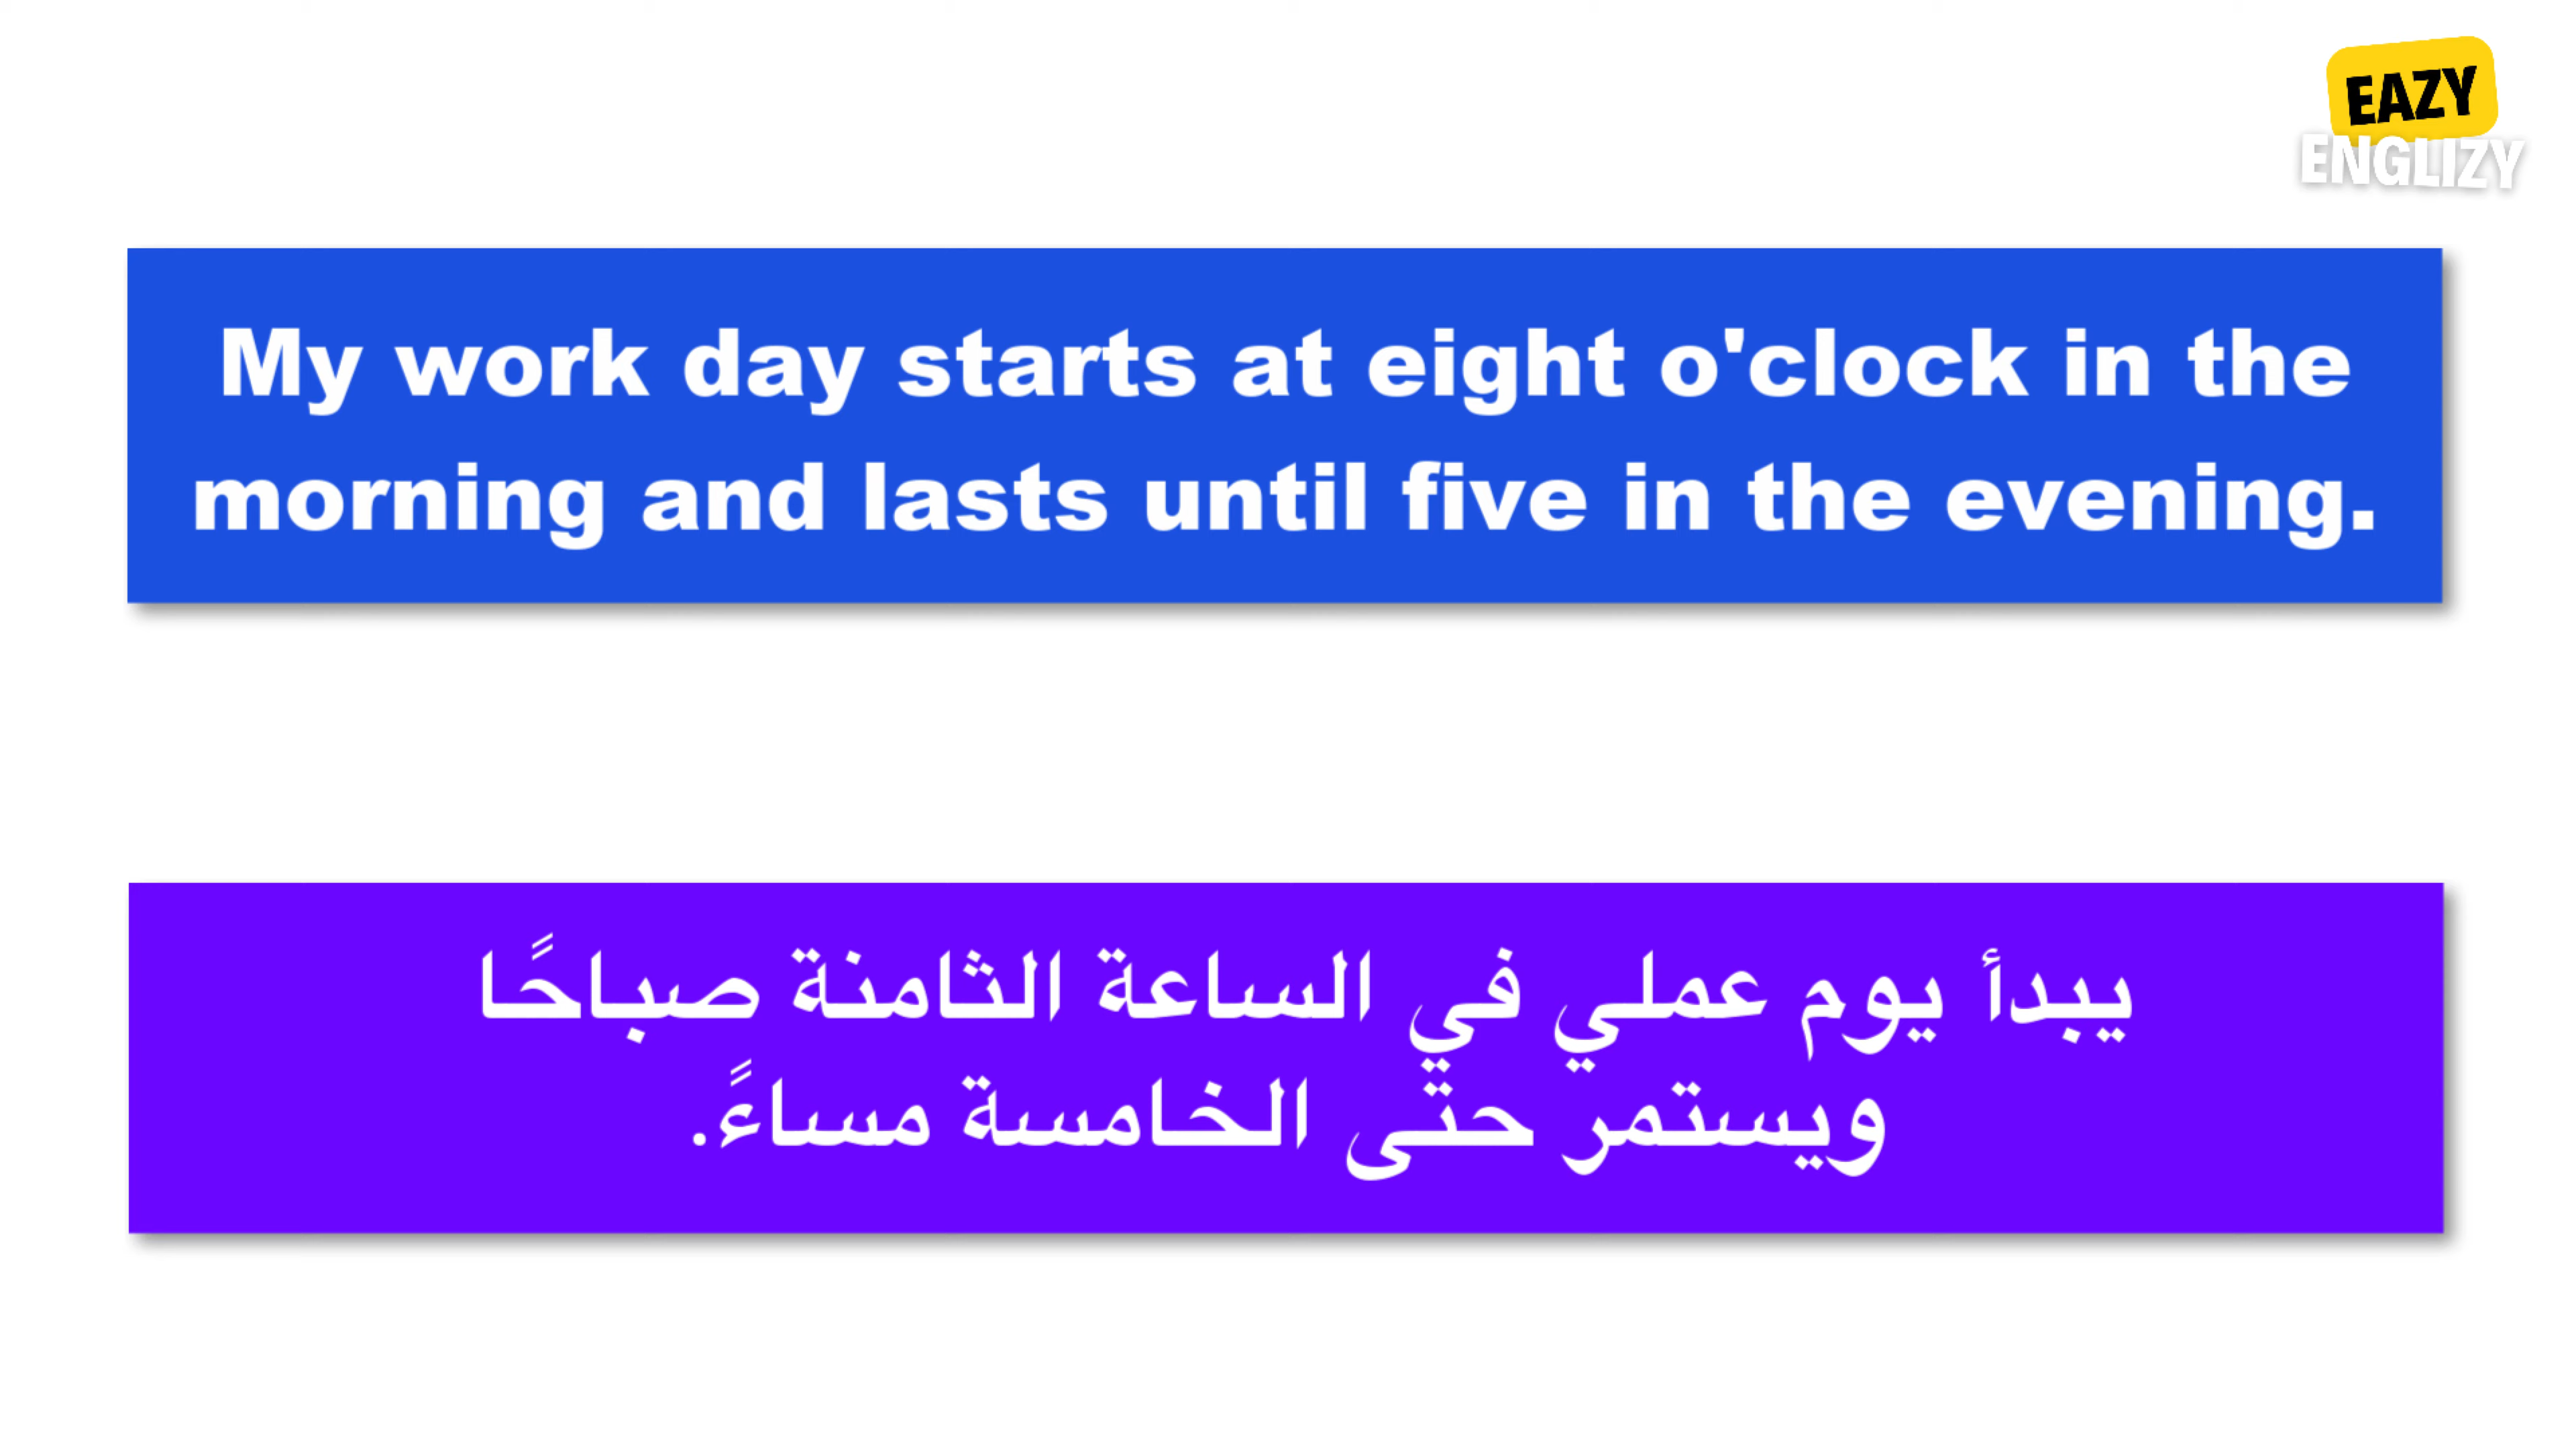 EAZY
ENGLIZY
My work day starts at eight o'clock in the
morning and lasts until five in the evening.
يبدأ يوم عملي في الساعة الثامنة صباحًا
ويستمر حتى الخامسة مساءً.